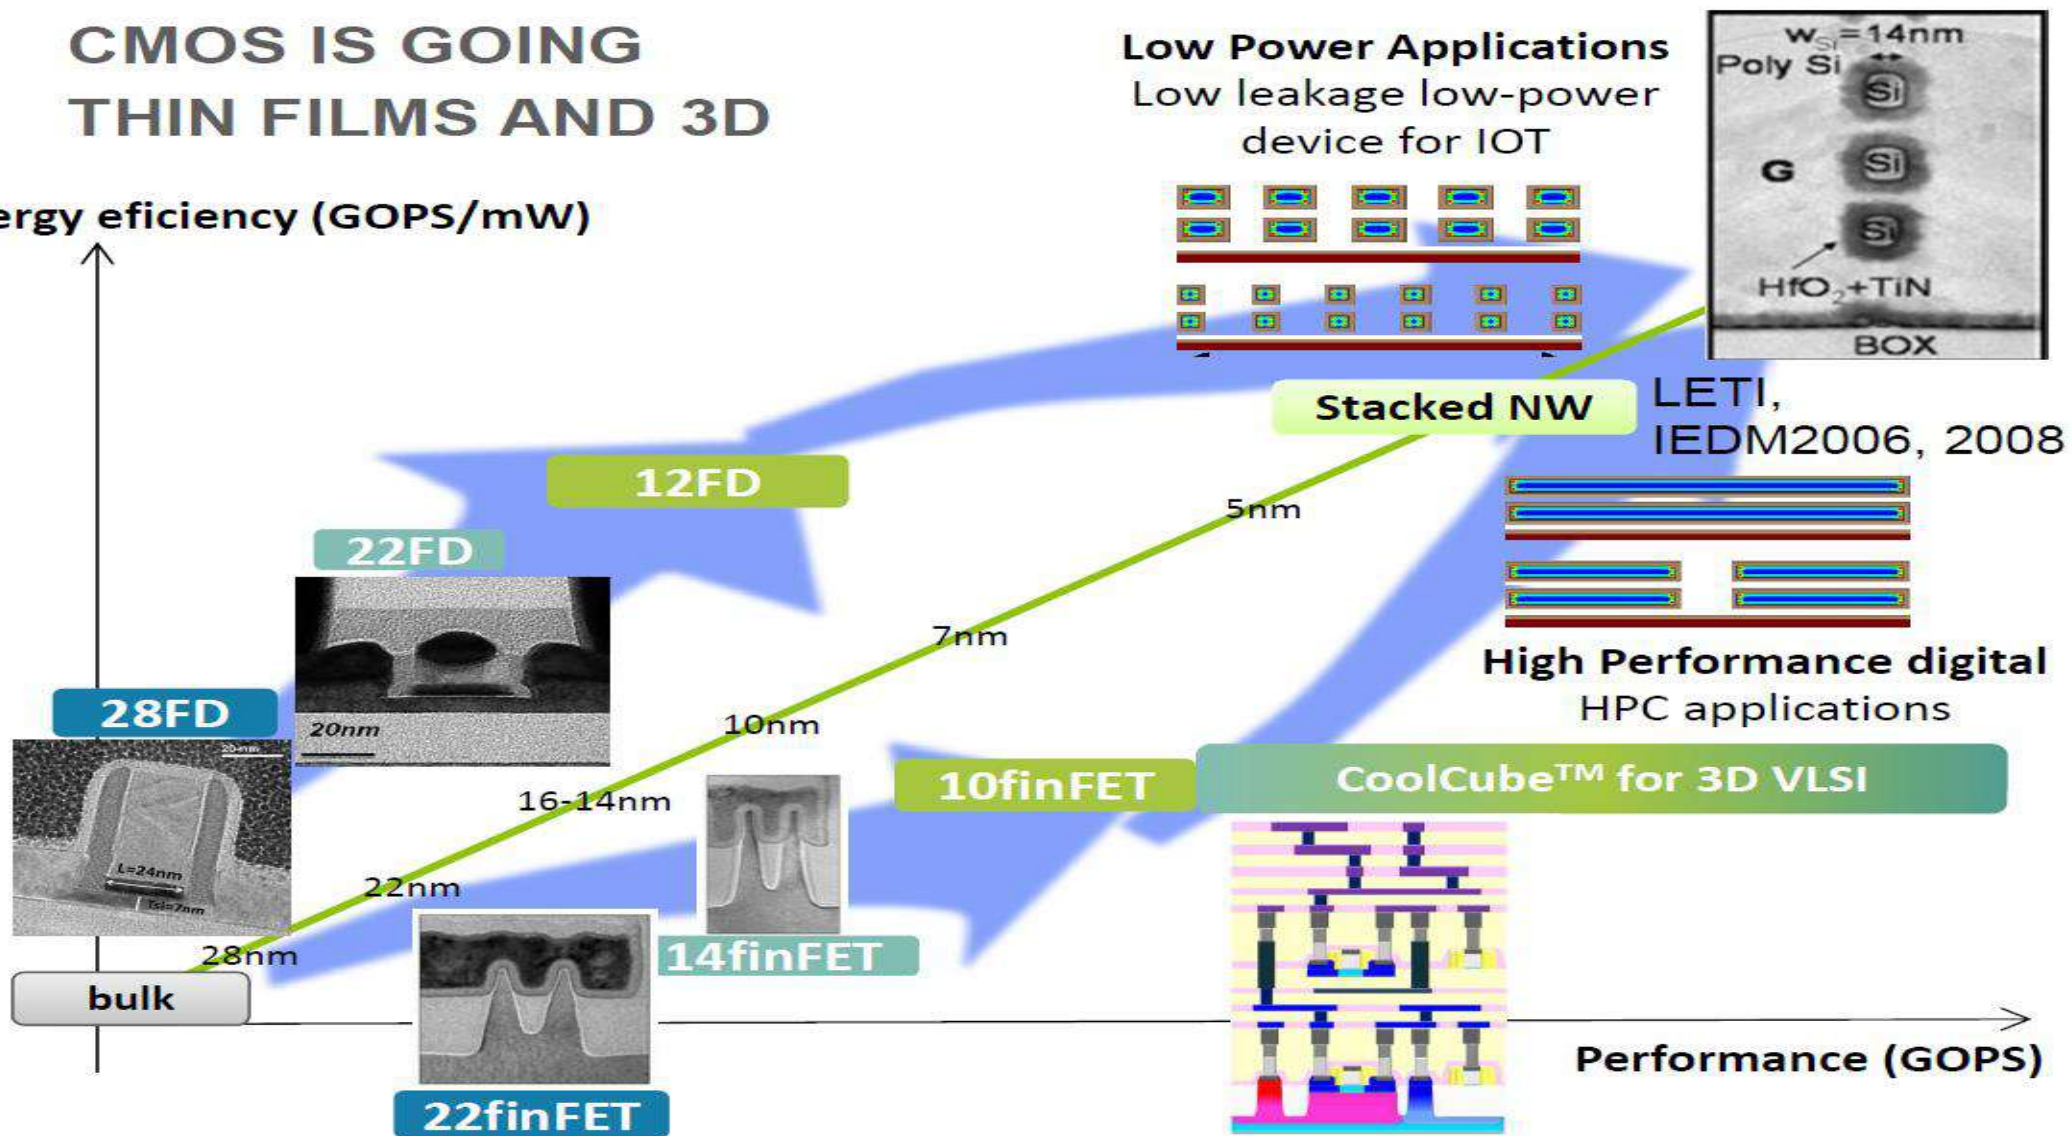 CMOS IS GOING
THIN FILMS AND 3D
ergy eficiency (GOPS/mW)
Low Power Applications
Low leakage low-power
device for IOT
wSi=14nm
Poly Si
Si
Si
G
Si
HfO2+TiN
BOX
Stacked NW
LETI,
IEDM2006, 2008
12FD
22FD
20nm
28FD
20 nm
L=24nm
Tsi=7nm
5nm
7nm
10nm
16-14nm
22nm
28nm
bulk
High Performance digital
HPC applications
10finFET
CoolCube™ for 3D VLSI
14finFET
22finFET
Performance (GOPS)